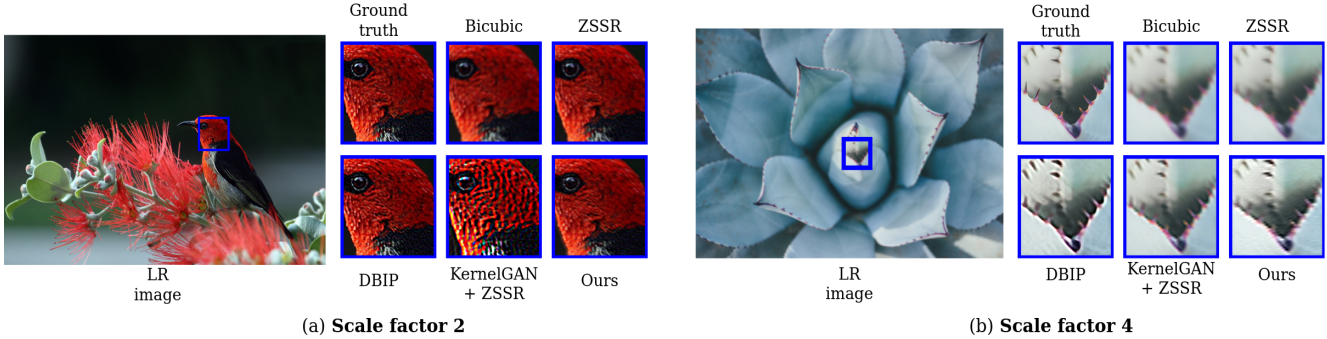 Ground
truth
Bicubic
ZSSR
LR
image
DBIP
KernelGAN
+ ZSSR
Ours
(a) Scale factor 2
Ground
truth
Bicubic
ZSSR
LR
image
DBIP
KernelGAN
+ ZSSR
Ours
(b) Scale factor 4